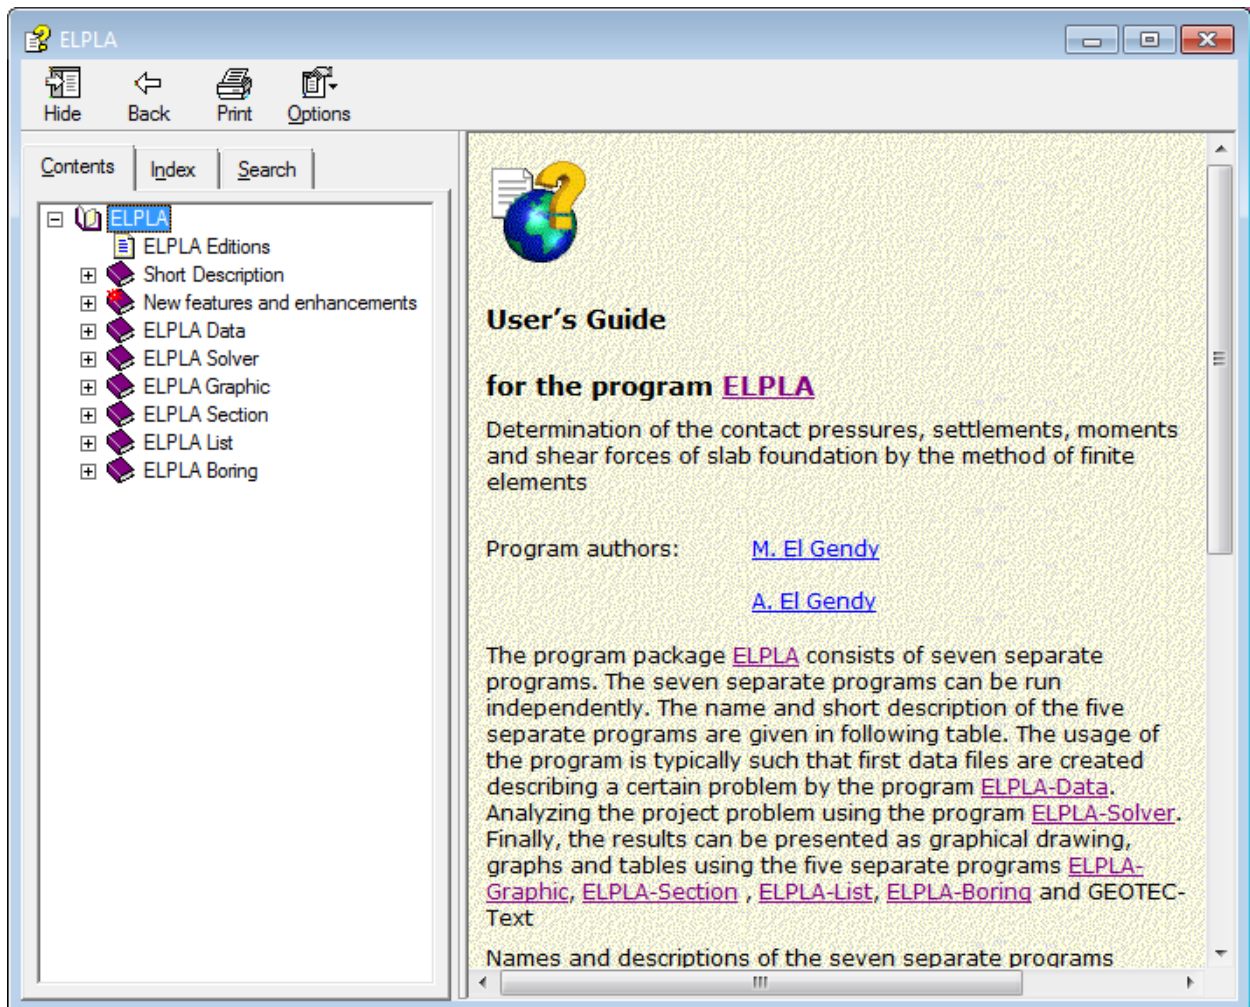 ELPLA
Hide Back Print Options
Contents Index Search
ELPLA
ELPLA Editions
Short Description
New features and enhancements
ELPLA Data
ELPLA Solver
ELPLA Graphic
ELPLA Section
ELPLA List
ELPLA Boring
User's Guide
for the program ELPLA
Determination of the contact pressures, settlements, moments
and shear forces of slab foundation by the method of finite
elements
Program authors: M. El Gendy
A. El Gendy
The program package ELPLA consists of seven separate
programs. The seven separate programs can be run
independently. The name and short description of the five
separate programs are given in following table. The usage of
the program is typically such that first data files are created
describing a certain problem by the program ELPLA-Data.
Analyzing the project problem using the program ELPLA-Solver.
Finally, the results can be presented as graphical drawing,
graphs and tables using the five separate programs ELPLA-
Graphic, ELPLA-Section , ELPLA-List, ELPLA-Boring and GEOTEC-
Text
Names and descriptions of the seven separate programs